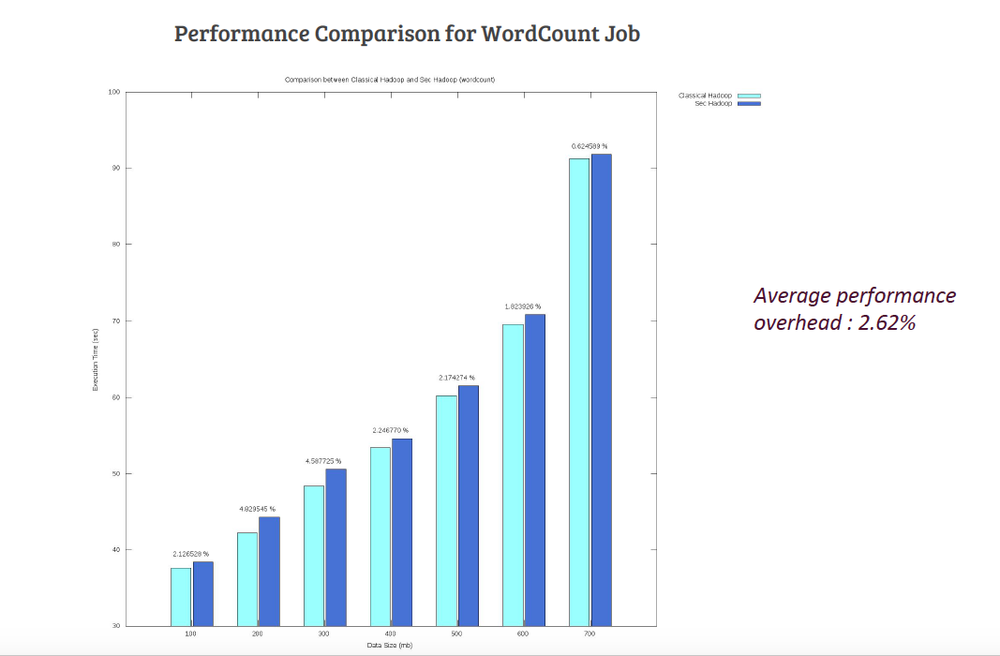 Performance Comparison for WordCount Job
Comparison between Classical Hadoop and Sec Hadoop (wordcount)
Classical Hadoop
Sec Hadoop
100
90
80
70
60
50
40
30
Execution Time (sec)
2.126528 %
4.829545 %
4.587725 %
2.246770 %
2.174274 %
1.823926 %
0.624589 %
100
200
300
400
500
600
700
Data Size (mb)
Average performance
overhead : 2.62%